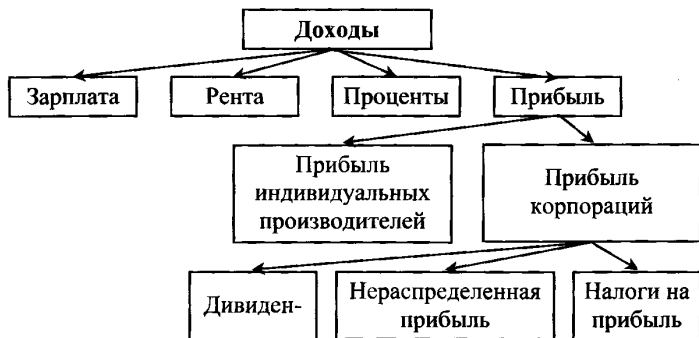 Доходы
Зарплата
Рента
Проценты
Прибыль
Прибыль
индивидуальных
производителей
Прибыль
корпораций
Дивиден-
Нераспределенная
прибыль
Налоги на
прибыль